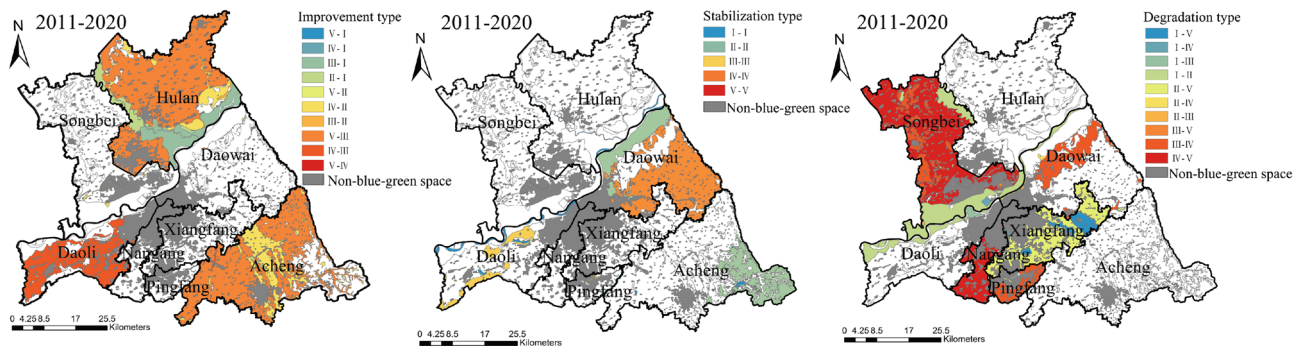 2011-2020
N
Improvement type
V - I
IV - I
III - I
II - I
V - II
IV - II
III - II
V - III
IV - III
V - IV
Non-blue-green space
Hulan
Songbei
Daowai
Xiangfang
Daoli
Nangang
Acheng
Pingfang
0 4.25 8.5 17 25.5
Kilometers
2011-2020
N
Stabilization type
I - I
II - II
III-III
IV-IV
V-V
Non-blue-green space
Hulan
Songbei
Daowai
Xiangfang
Daoli
Nangang
Acheng
Pingfang
0 4.25 8.5 17 25.5
Kilometers
2011-2020
N
Degradation type
I - V
I - IV
I - III
I - II
II - V
II - IV
II - III
III - V
III-IV
IV-V
Non-blue-green space
Hulan
Songbei
Daowai
Xiangfang
Daoli
Nangang
Acheng
Pingfang
0 4.25 8.5 17 25.5
Kilometers